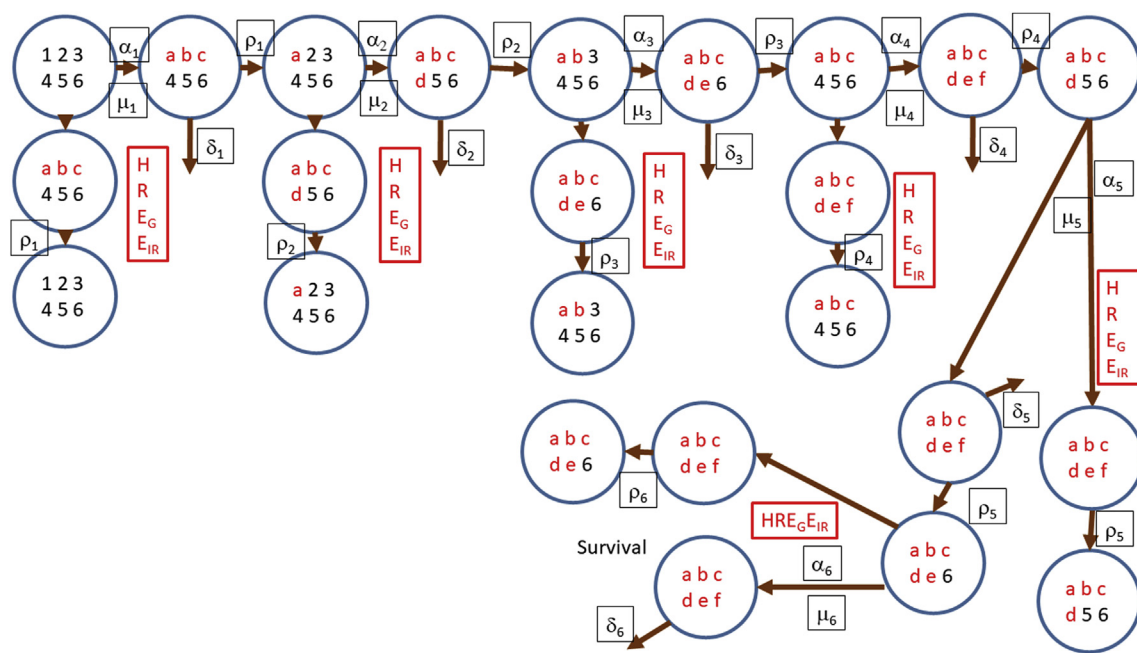 1 2 3
4 5 6
α1
μ1
a b c
4 5 6
ρ1
a 2 3
4 5 6
α2
μ2
a b c
d 5 6
ρ2
a b 3
4 5 6
α3
μ3
a b c
d e 6
ρ3
a b c
4 5 6
α4
μ4
a b c
d e f
ρ4
a b c
d 5 6
δ1
δ2
δ3
δ4
a b c
4 5 6
H
R
EG
EIR
ρ1
1 2 3
4 5 6
a b c
d 5 6
H
R
EG
EIR
ρ2
a 2 3
4 5 6
a b c
d e 6
H
R
EG
EIR
ρ3
a b 3
4 5 6
a b c
d e f
H
R
EG
EIR
ρ4
a b c
4 5 6
α5
μ5
H
R
EG
EIR
a b c
d e f
δ5
a b c
d e f
ρ5
a b c
d 5 6
ρ5
a b c
d e 6
HREGEIR
a b c
d e f
ρ6
a b c
d e 6
Survival
α6
μ6
a b c
d e f
δ6